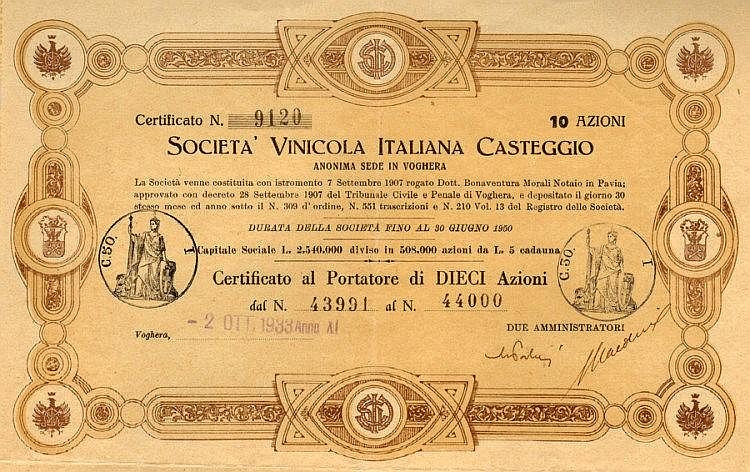 Certificato N. 9120
10 AZIONI
SOCIETA' VINICOLA ITALIANA CASTEGGIO
ANONIMA SEDE IN VOGHERA
La Società venne costituita con istromento 7 Settembre 1907 rogato Dott. Bonaventura Morali Notaio in Pavia;
approvato con decreto 28 Settembre 1907 del Tribunale Civile e Penale di Voghera, e depositato il giorno 30
stesso mese ed anno sotto il N. 309 d'ordine, N. 551 trascrizioni e N. 210 Vol. 13 del Registro delle Società.
DURATA DELLA SOCIETÀ FINO AL 30 GIUGNO 1950
Capitale Sociale L. 2.540.000 diviso in 508.000 azioni da L. 5 cadauna
C.50. I
C.50. I
Certificato al Portatore di DIECI Azioni
dal N. 43991 al N. 44000
Voghera, - 2 OTT. 1933 Anno XI
DUE AMMINISTRATORI